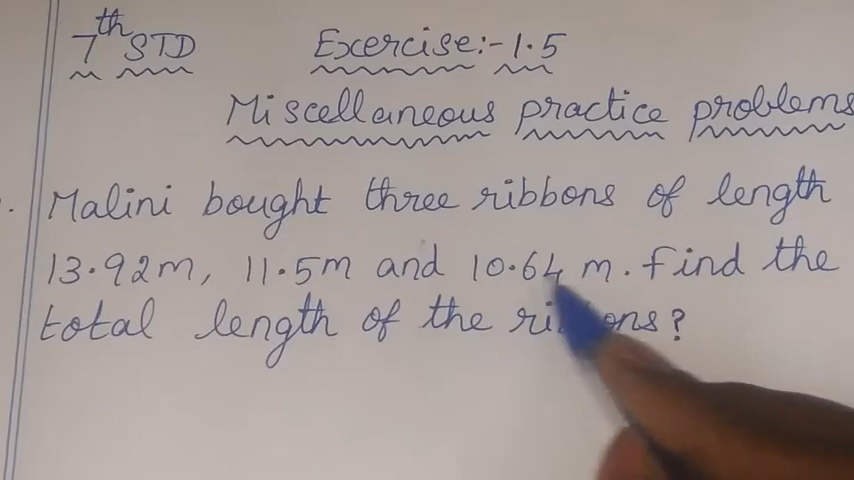 7th STD Exercise:-1.5
Miscellaneous practice problems
Malini bought three ribbons of length
13.92m, 11.5m and 10.64 m. Find the
total length of the ?